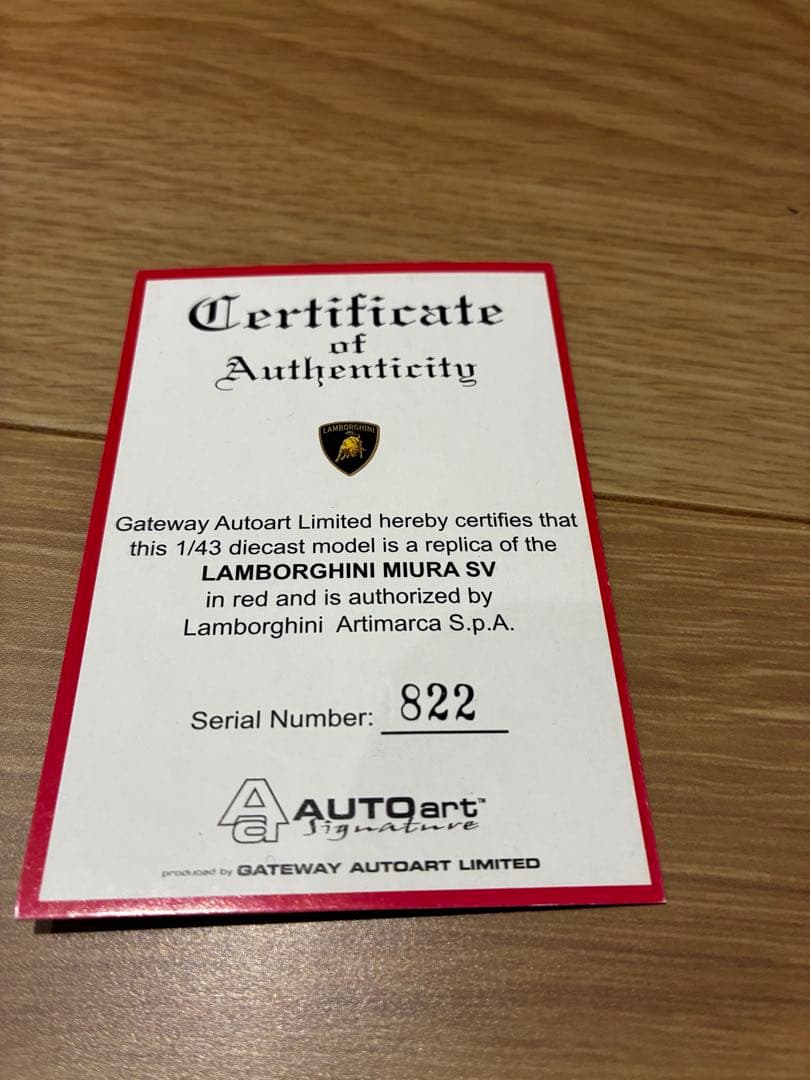 Certificate
of
Authenticity
LAMBORGHINI
Gateway Autoart Limited hereby certifies that
this 1/43 diecast model is a replica of the
LAMBORGHINI MIURA SV
in red and is authorized by
Lamborghini Artimarca S.p.A.
Serial Number: 822
Aa AUTOart™
Signature
produced by GATEWAY AUTOART LIMITED